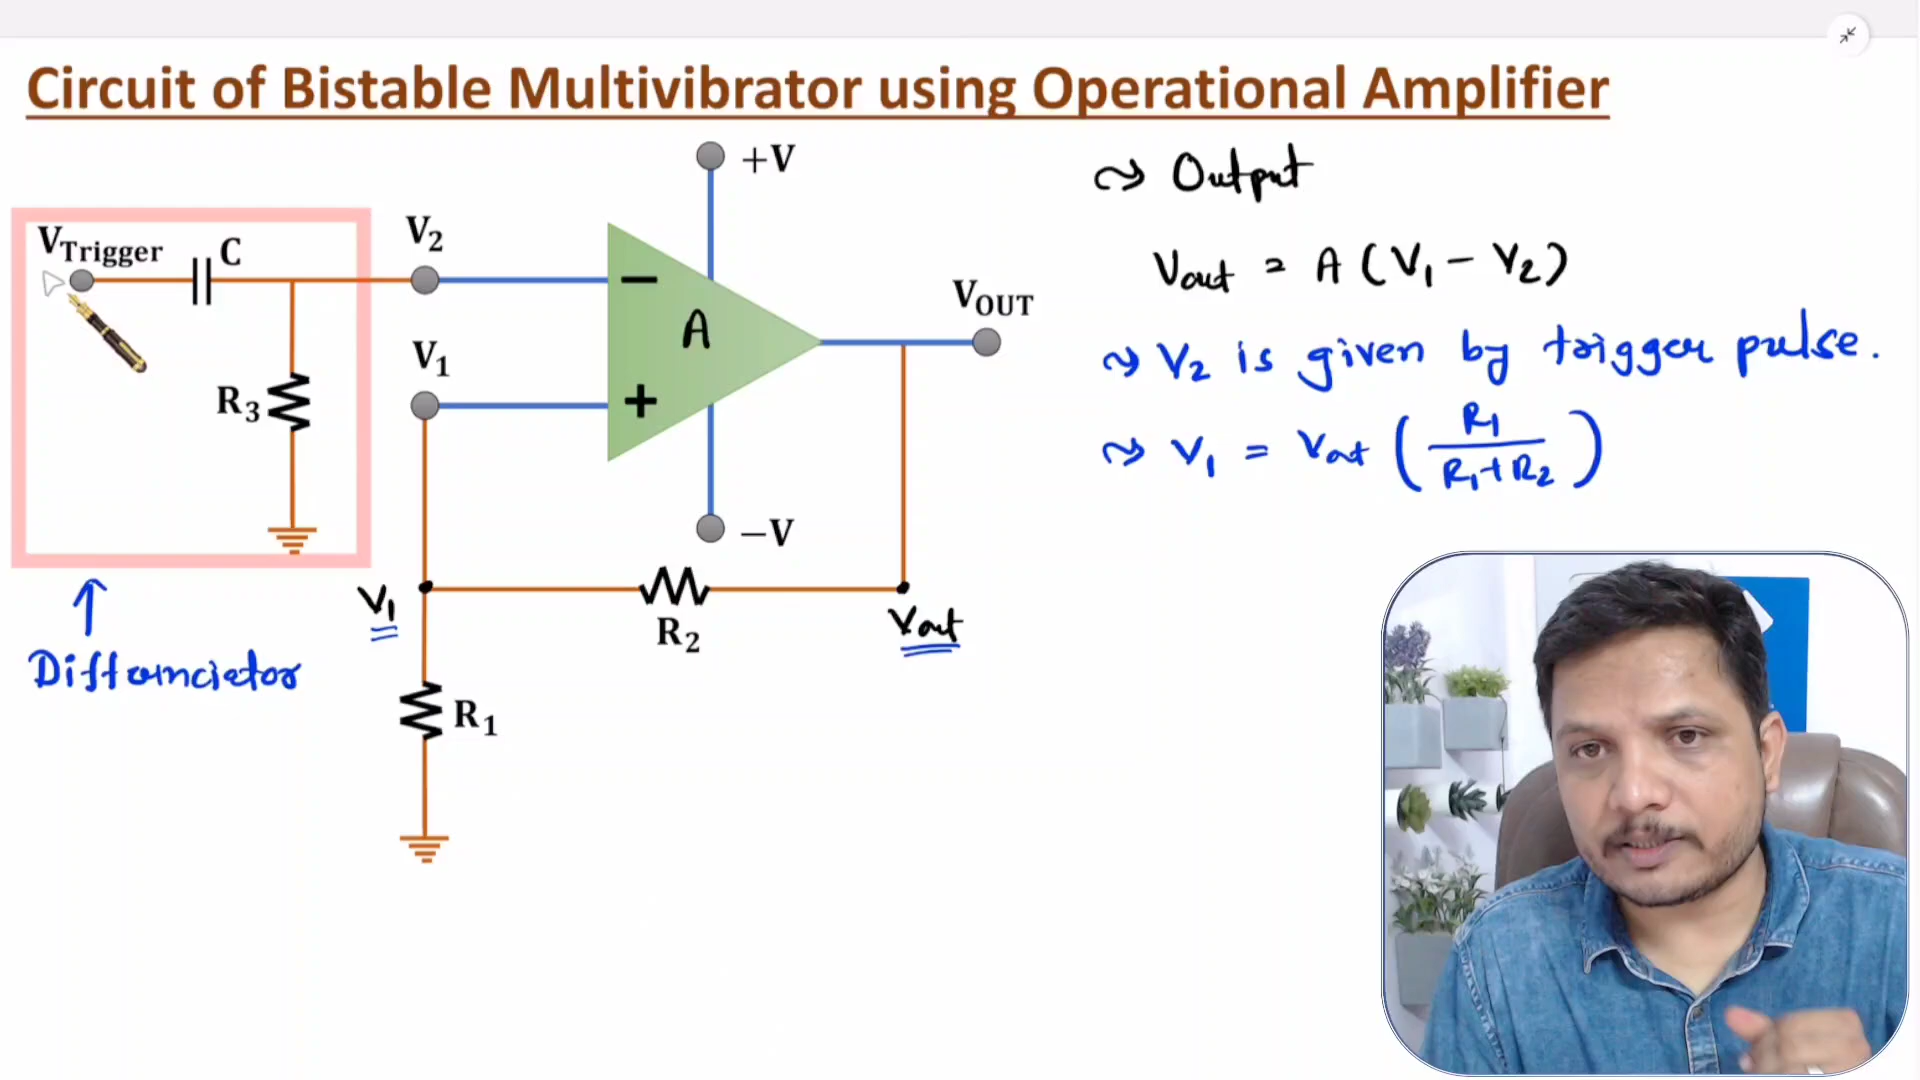 Circuit of Bistable Multivibrator using Operational Amplifier
+V
~> Output
V2
VTrigger
C
Vout = A (V1 - V2)
−
VOUT
A
V1
~> V2 is given by trigger pulse.
R3
+
~> V1 = Vout ( R1 / R1+R2 )
−V
V1
Vout
R2
Differnciator
R1